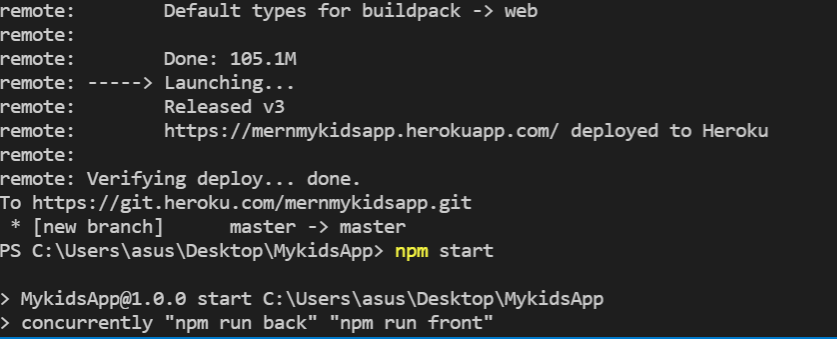 remote:        Default types for buildpack -> web
remote:
remote:        Done: 105.1M
remote: -----> Launching...
remote:        Released v3
remote:        https://mernmykidsapp.herokuapp.com/ deployed to Heroku
remote:
remote: Verifying deploy... done.
To https://git.heroku.com/mernmykidsapp.git
 * [new branch]      master -> master
PS C:\Users\asus\Desktop\MykidsApp> npm start
> MykidsApp@1.0.0 start C:\Users\asus\Desktop\MykidsApp
> concurrently "npm run back" "npm run front"